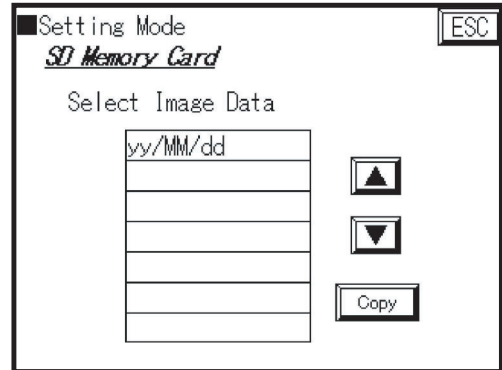 ■Setting Mode
ESC
SD Memory Card
Select Image Data
yy/MM/dd
▲
▼
Copy